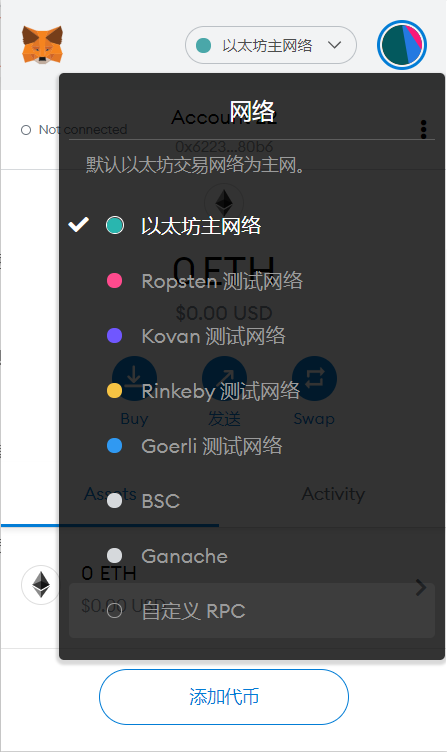 以太坊主网络
网络
Not connected
0x6223...80b6
默认以太坊交易网络为主网。
以太坊主网络
0 ETH
Ropsten 测试网络
$0.00 USD
Kovan 测试网络
Rinkeby 测试网络
Buy
发送
Swap
Goerli 测试网络
Assets
Activity
BSC
Ganache
0 ETH
$0.00 USD
自定义 RPC
添加代币